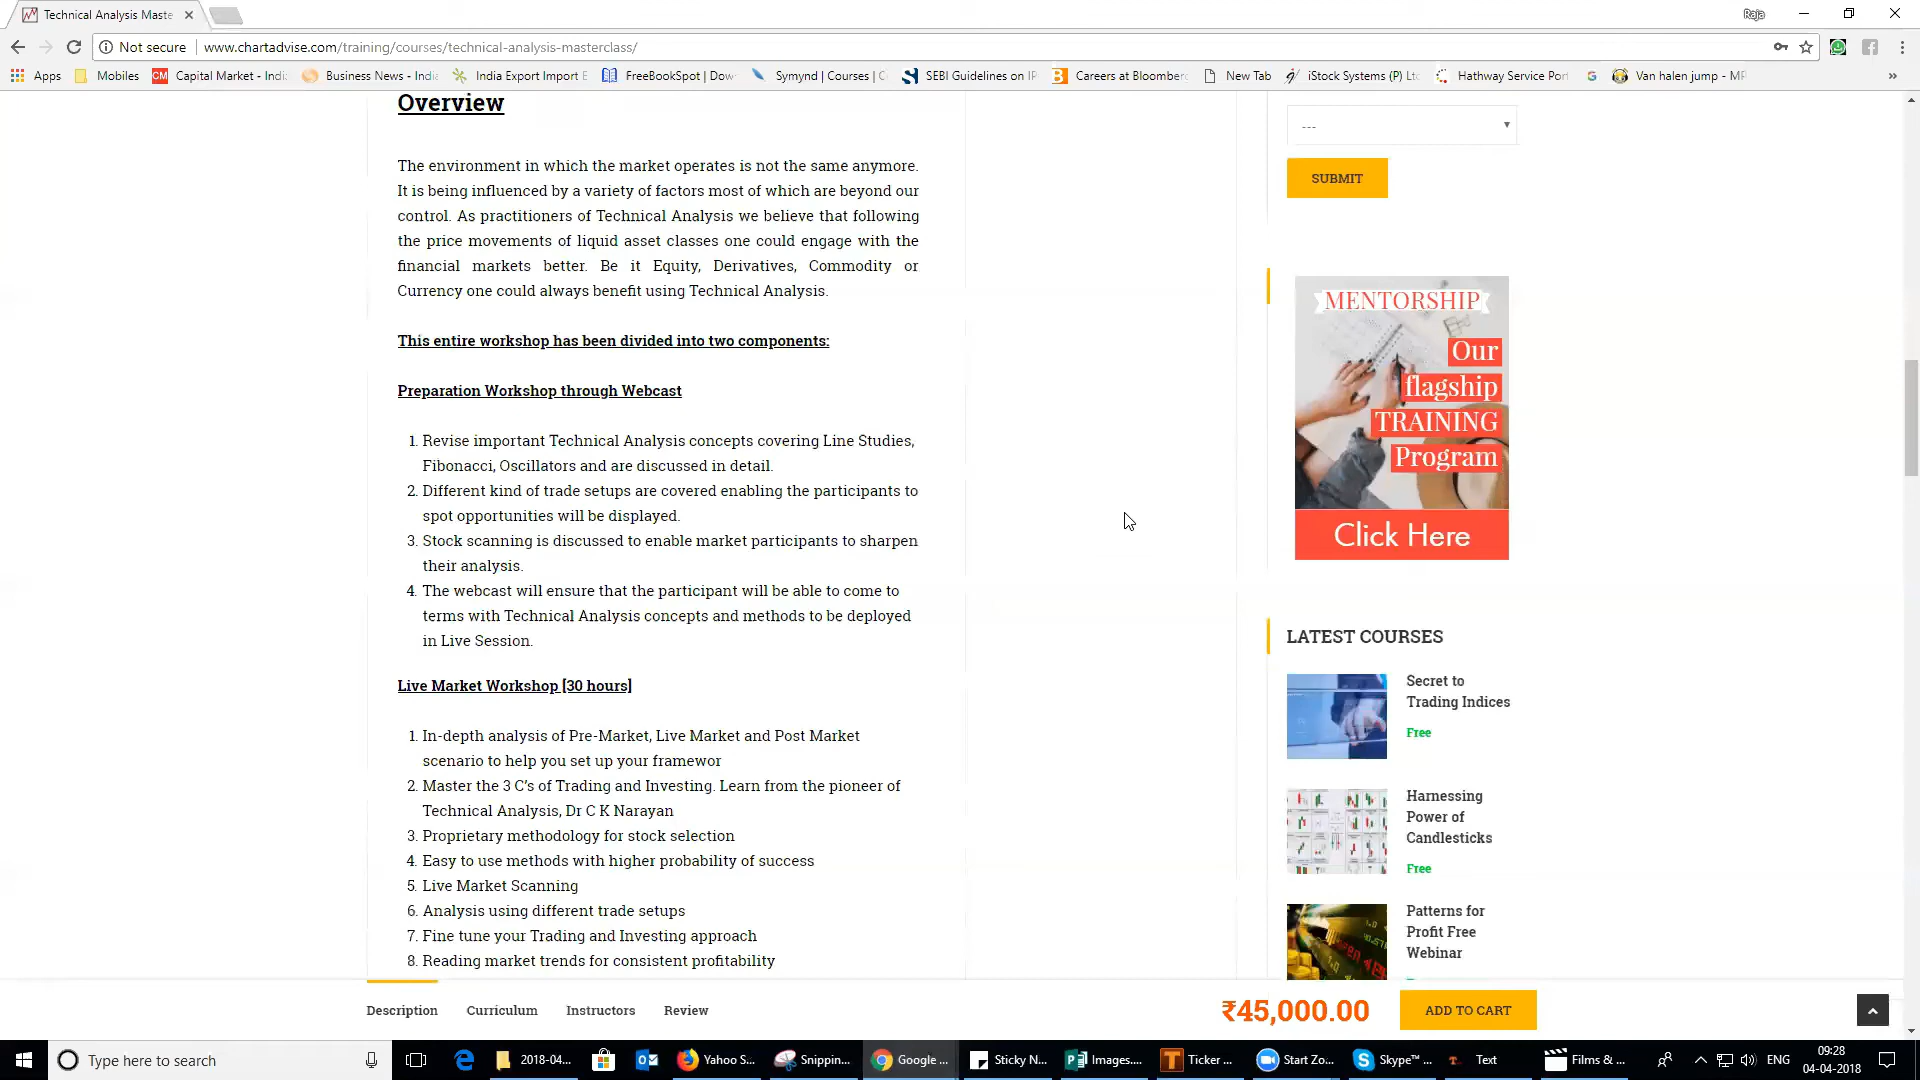 Technical Analysis Maste
Raja
Not secure www.chartadvise.com/training/courses/technical-analysis-masterclass/
Apps Mobiles CM Capital Market - Indi Business News - Indi India Export Import E FreeBookSpot | Dow Symynd | Courses | C SEBI Guidelines on IP Careers at Bloomber New Tab iStock Systems (P) Lt Hathway Service Por G Van halen jump - MP »
Overview
The environment in which the market operates is not the same anymore.
It is being influenced by a variety of factors most of which are beyond our
control. As practitioners of Technical Analysis we believe that following
the price movements of liquid asset classes one could engage with the
financial markets better. Be it Equity, Derivatives, Commodity or
Currency one could always benefit using Technical Analysis.
This entire workshop has been divided into two components:
Preparation Workshop through Webcast
1. Revise important Technical Analysis concepts covering Line Studies,
Fibonacci, Oscillators and are discussed in detail.
2. Different kind of trade setups are covered enabling the participants to
spot opportunities will be displayed.
3. Stock scanning is discussed to enable market participants to sharpen
their analysis.
4. The webcast will ensure that the participant will be able to come to
terms with Technical Analysis concepts and methods to be deployed
in Live Session.
Live Market Workshop [30 hours]
1. In-depth analysis of Pre-Market, Live Market and Post Market
scenario to help you set up your framewor
2. Master the 3 C's of Trading and Investing. Learn from the pioneer of
Technical Analysis, Dr C K Narayan
3. Proprietary methodology for stock selection
4. Easy to use methods with higher probability of success
5. Live Market Scanning
6. Analysis using different trade setups
7. Fine tune your Trading and Investing approach
8. Reading market trends for consistent profitability
---
SUBMIT
MENTORSHIP
Our
flagship
TRAINING
Program
Click Here
LATEST COURSES
Secret to
Trading Indices
Free
Harnessing
Power of
Candlesticks
Free
Patterns for
Profit Free
Webinar
Description Curriculum Instructors Review ₹45,000.00 ADD TO CART
Type here to search 2018-04... Yahoo S... Snippin... Google ... Sticky N... Images.... Ticker ... Start Zo... Skype™ ... Text Films & ... ENG
09:28
04-04-2018